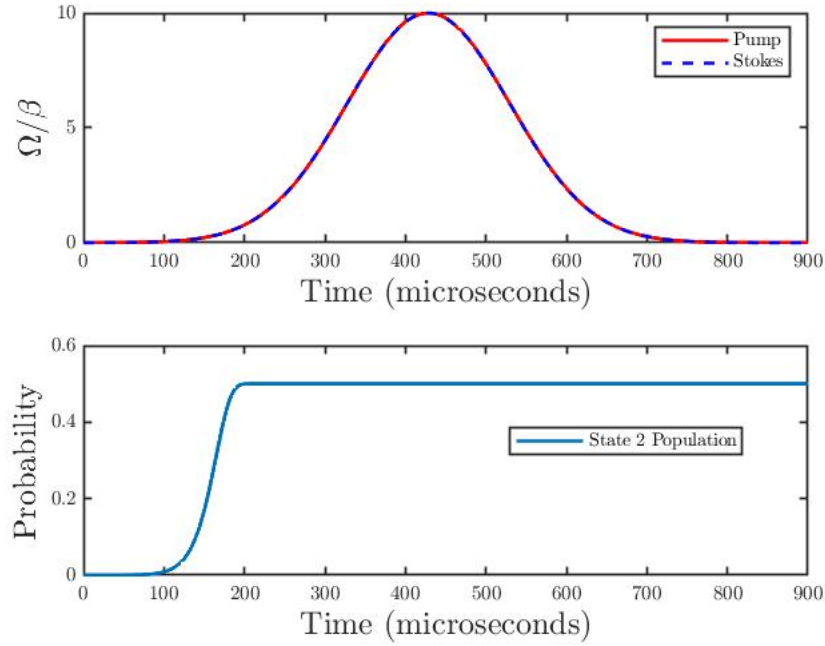 10
Pump
Stokes
Ω/β
5
0
0 100 200 300 400 500 600 700 800 900
Time (microseconds)
0.6
Probability
0.4
State 2 Population
0.2
0
0 100 200 300 400 500 600 700 800 900
Time (microseconds)